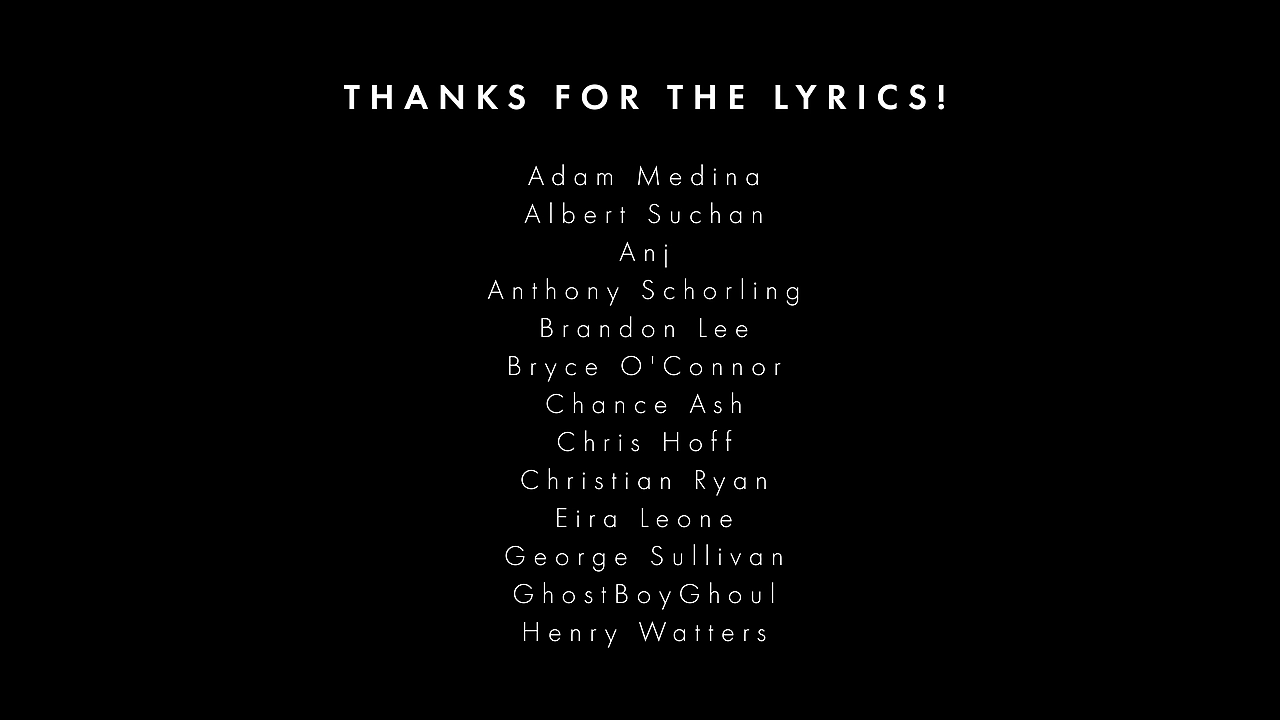 THANKS FOR THE LYRICS!
Adam Medina
Albert Suchan
Anj
Anthony Schorling
Brandon Lee
Bryce O'Connor
Chance Ash
Chris Hoff
Christian Ryan
Eira Leone
George Sullivan
GhostBoyGhoul
Henry Watters